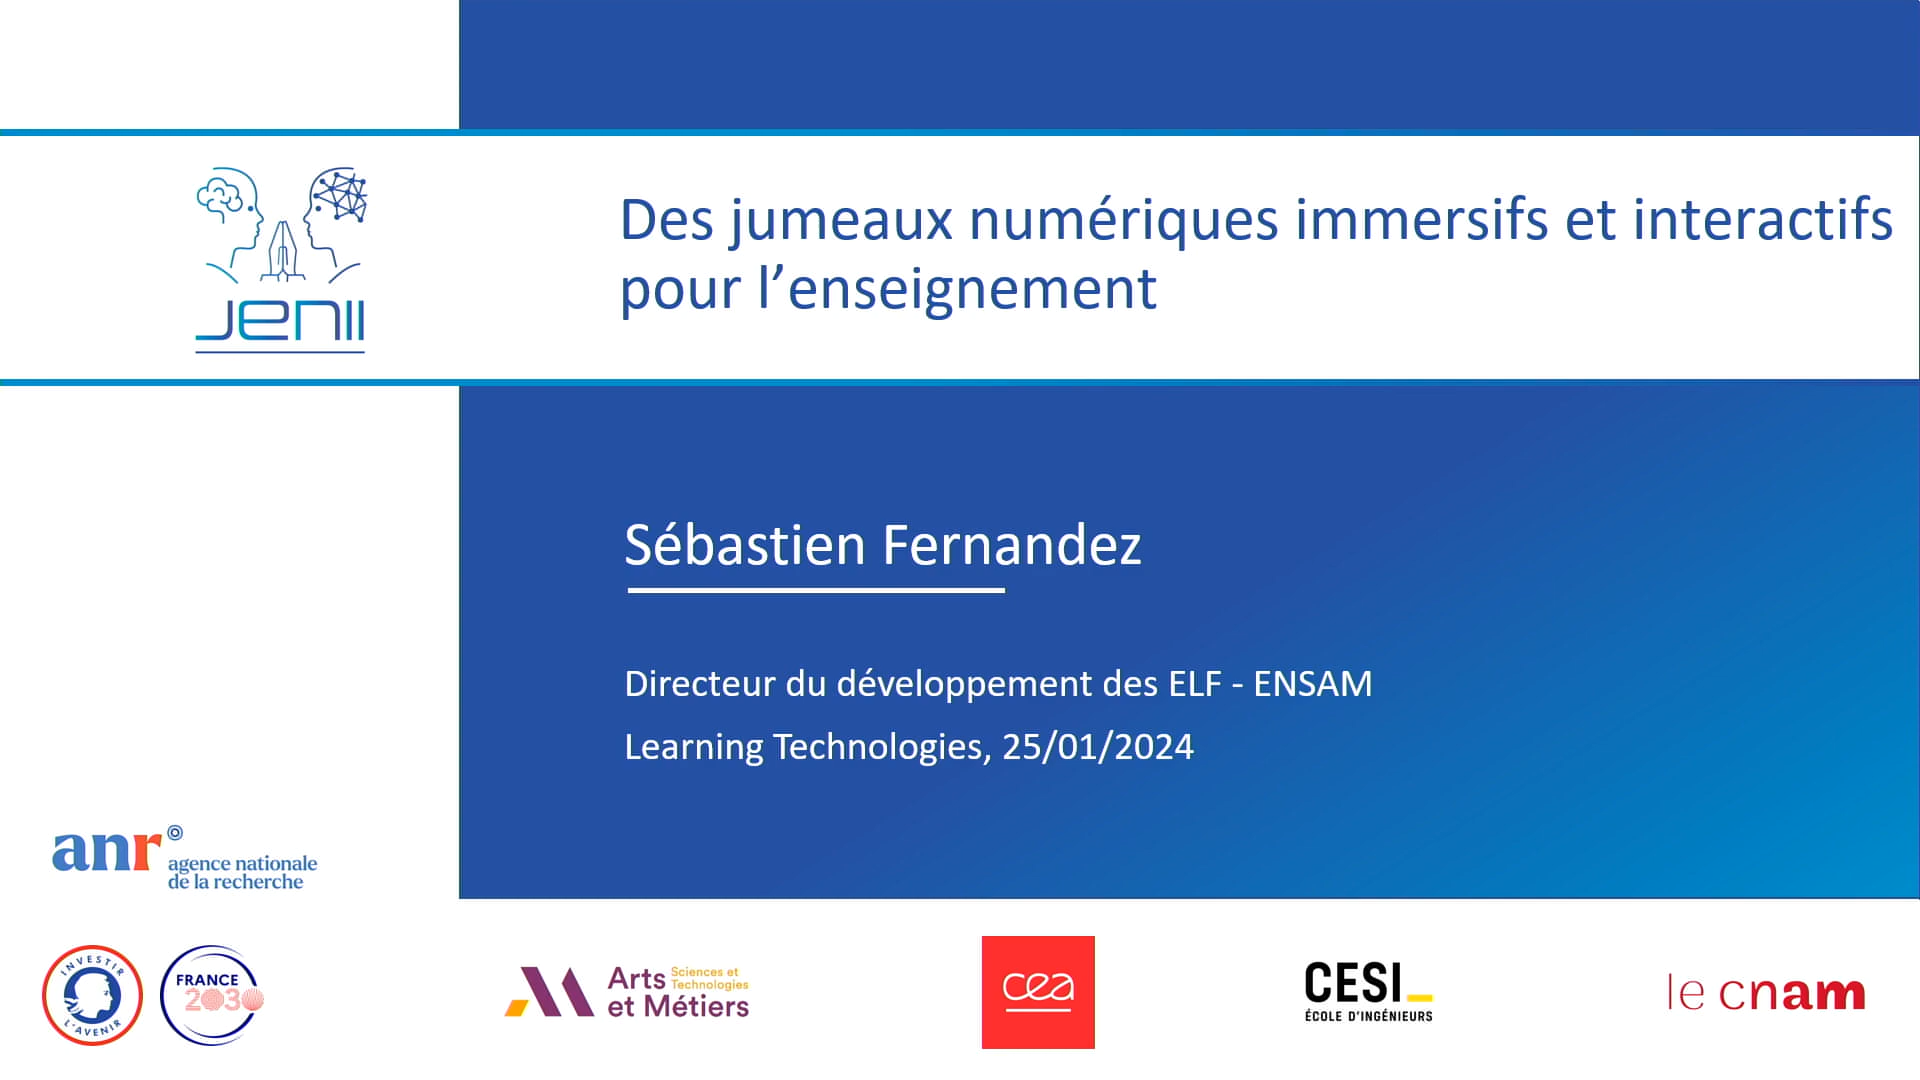 jenii
Des jumeaux numériques immersifs et interactifs
pour l’enseignement
Sébastien Fernandez
Directeur du développement des ELF - ENSAM
Learning Technologies, 25/01/2024
anr
agence nationale
de la recherche
INVESTIR
L'AVENIR
FRANCE
2030
Arts
et Métiers
Sciences et
Technologies
cea
CESI_
ÉCOLE D'INGÉNIEURS
le cnam